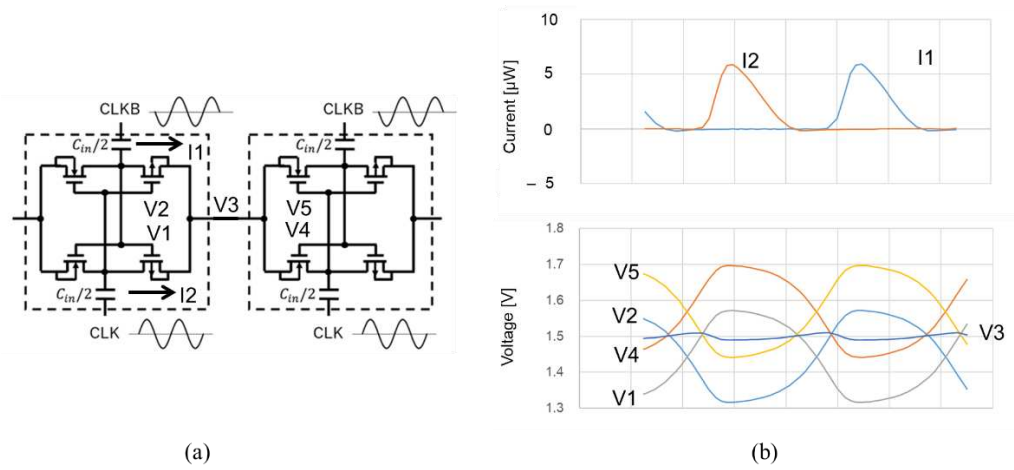 CLKB
C_in/2
I1
V2
V1
V3
C_in/2
I2
CLK
CLKB
C_in/2
V5
V4
C_in/2
CLK
(a)
10
5
0
– 5
Current [µW]
I2
I1
1.8
1.7
1.6
1.5
1.4
1.3
Voltage [V]
V5
V2
V4
V1
V3
(b)